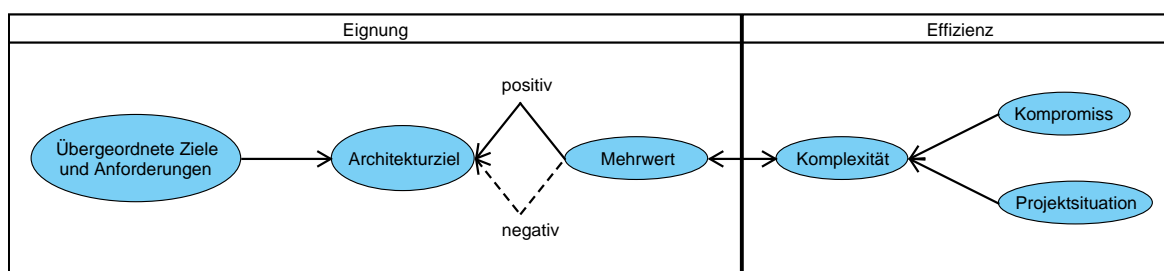 Eignung
Effizienz
positiv
Übergeordnete Ziele
und Anforderungen
Architekturziel
Mehrwert
Komplexität
Kompromiss
Projektsituation
negativ